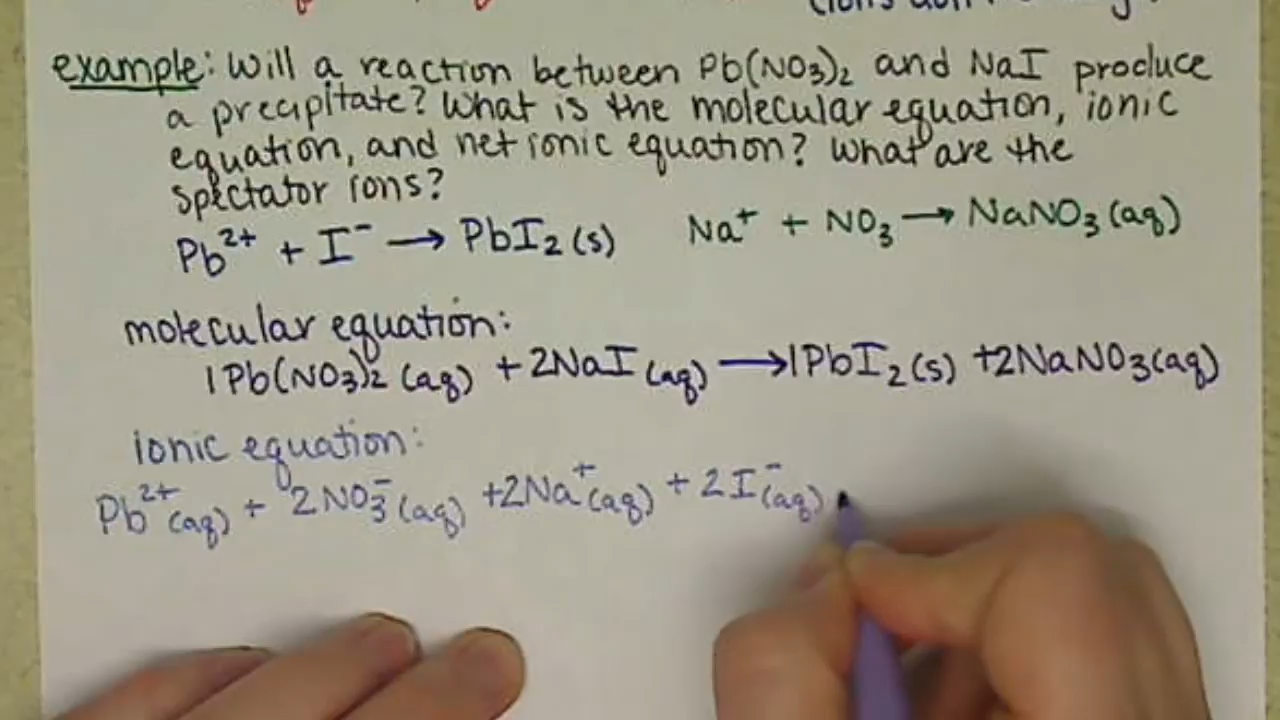 example: Will a reaction between Pb(NO₃)₂ and NaI produce
a precipitate? What is the molecular equation, ionic
equation, and net ionic equation? What are the
spectator ions?
Pb²⁺ + I⁻ → PbI₂ (s) Na⁺ + NO₃ → NaNO₃ (aq)
molecular equation:
1Pb(NO₃)₂ (aq) + 2NaI (aq) → 1PbI₂ (s) + 2NaNO₃ (aq)
ionic equation:
Pb²⁺ (aq) + 2NO₃⁻ (aq) + 2Na⁺ (aq) + 2I⁻ (aq)